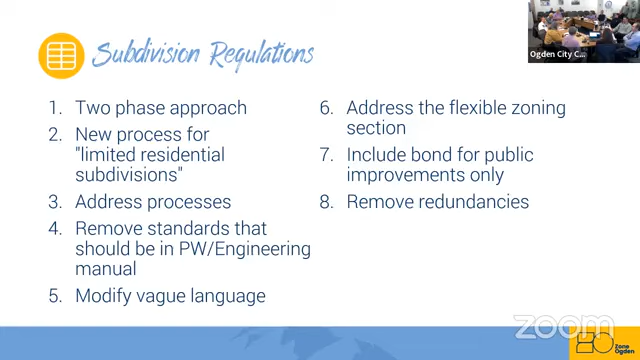 Ogden City C...
Subdivision Regulations
1. Two phase approach
2. New process for
"limited residential
subdivisions"
3. Address processes
4. Remove standards that
should be in PW/Engineering
manual
5. Modify vague language
6. Address the flexible zoning
section
7. Include bond for public
improvements only
8. Remove redundancies
zoom
Zone
Ogden